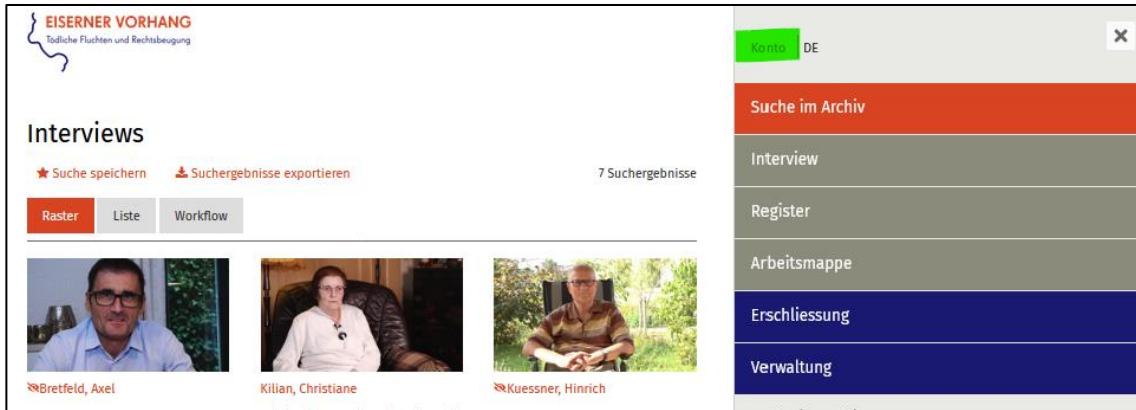 EISERNER VORHANG
Tödliche Fluchten und Rechtsbeugung
Konto DE
Suche im Archiv
Interview
Register
Arbeitsmappe
Erschliessung
Verwaltung
Interviews
Suche speichern Suchergebnisse exportieren 7 Suchergebnisse
Raster Liste Workflow
Bretfeld, Axel Kilian, Christiane Kuessner, Hinrich